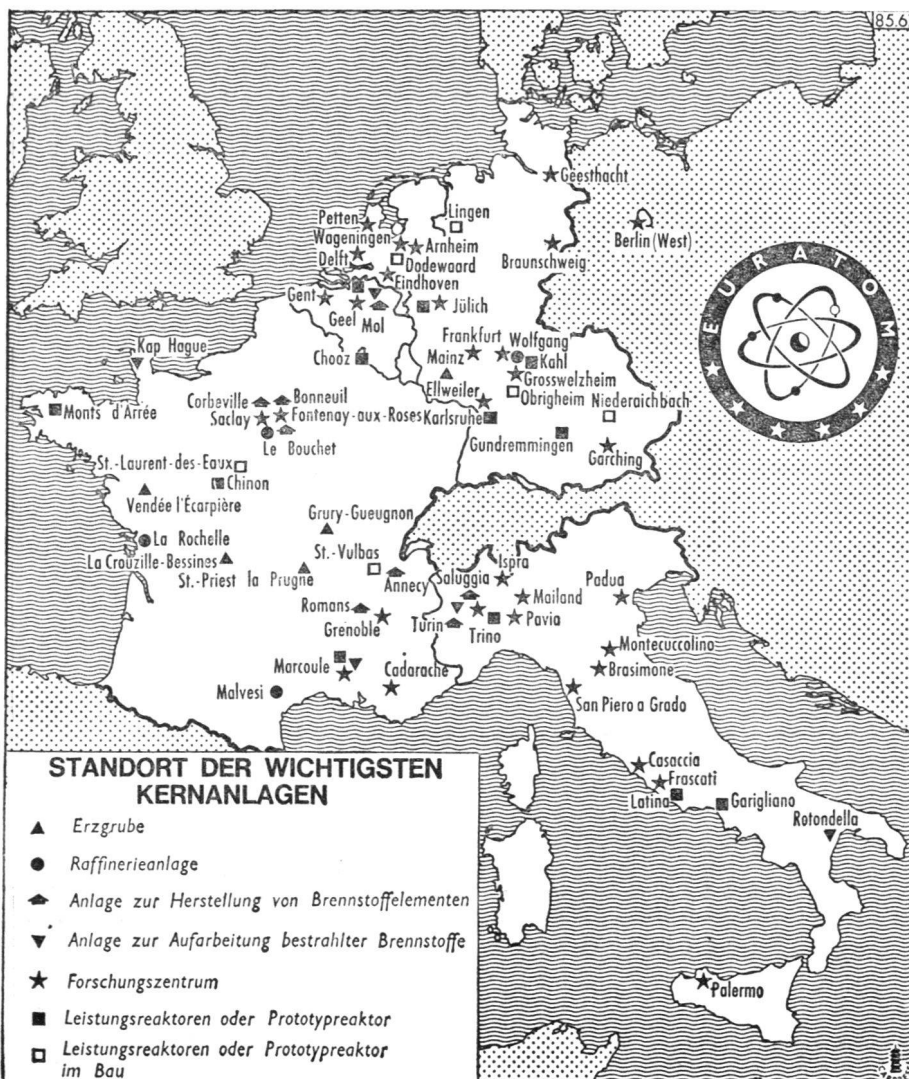 85.6
Geesthacht
Lingen
Petten
Berlin (West)
Wageningen
Arnheim
Braunschweig
Delft
Dodewaard
Eindhoven
Gent
Jülich
Geel
Mol
EURATOM
Frankfurt
Wolfgang
Kap Hague
Chooz
Mainz
Kahl
Grosswelzheim
Ellweiler
Corbeville
Bonneuil
Obrigheim
Niederaichbach
Monts d'Arrée
Saclay
Fontenay-aux-Roses
Karlsruhe
Le Bouchet
Gundremmingen
Garching
St.-Laurent-des-Eaux
Chinon
Vendée l'Écarpière
Grury-Gueugnon
La Rochelle
La Crouzille-Bessines
St.-Vulbas
Ispra
St.-Priest la Prugne
Annecy
Saluggia
Padua
Mailand
Romans
Grenoble
Turin
Trino
Pavia
Montecuccolino
Marcoule
Cadarache
Brasimone
Malvesi
San Piero a Grado
STANDORT DER WICHTIGSTEN
KERNANLAGEN
Casaccia
Frascati
Latina
Garigliano
Rotondella
Erzgrube
Raffinerieanlage
Anlage zur Herstellung von Brennstoffelementen
Anlage zur Aufarbeitung bestrahlter Brennstoffe
Forschungszentrum
Palermo
Leistungsreaktoren oder Prototypreaktor
Leistungsreaktoren oder Prototypreaktor
im Bau